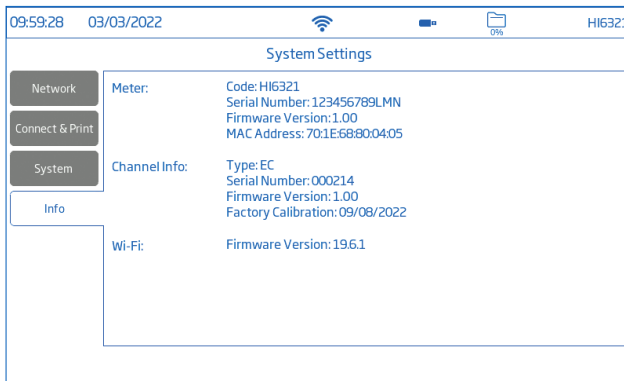 09:59:28 03/03/2022 0% HI6321
System Settings
Network
Connect & Print
System
Info
Meter: Code: HI6321
Serial Number: 123456789LMN
Firmware Version: 1.00
MAC Address: 70:1E:68:80:04:05
Channel Info: Type: EC
Serial Number: 000214
Firmware Version: 1.00
Factory Calibration: 09/08/2022
Wi-Fi: Firmware Version: 19.6.1